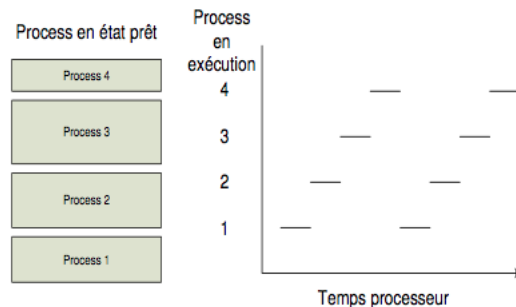 Process en état prêt
Process 4
Process 3
Process 2
Process 1
Process
en
exécution
4
3
2
1
Temps processeur